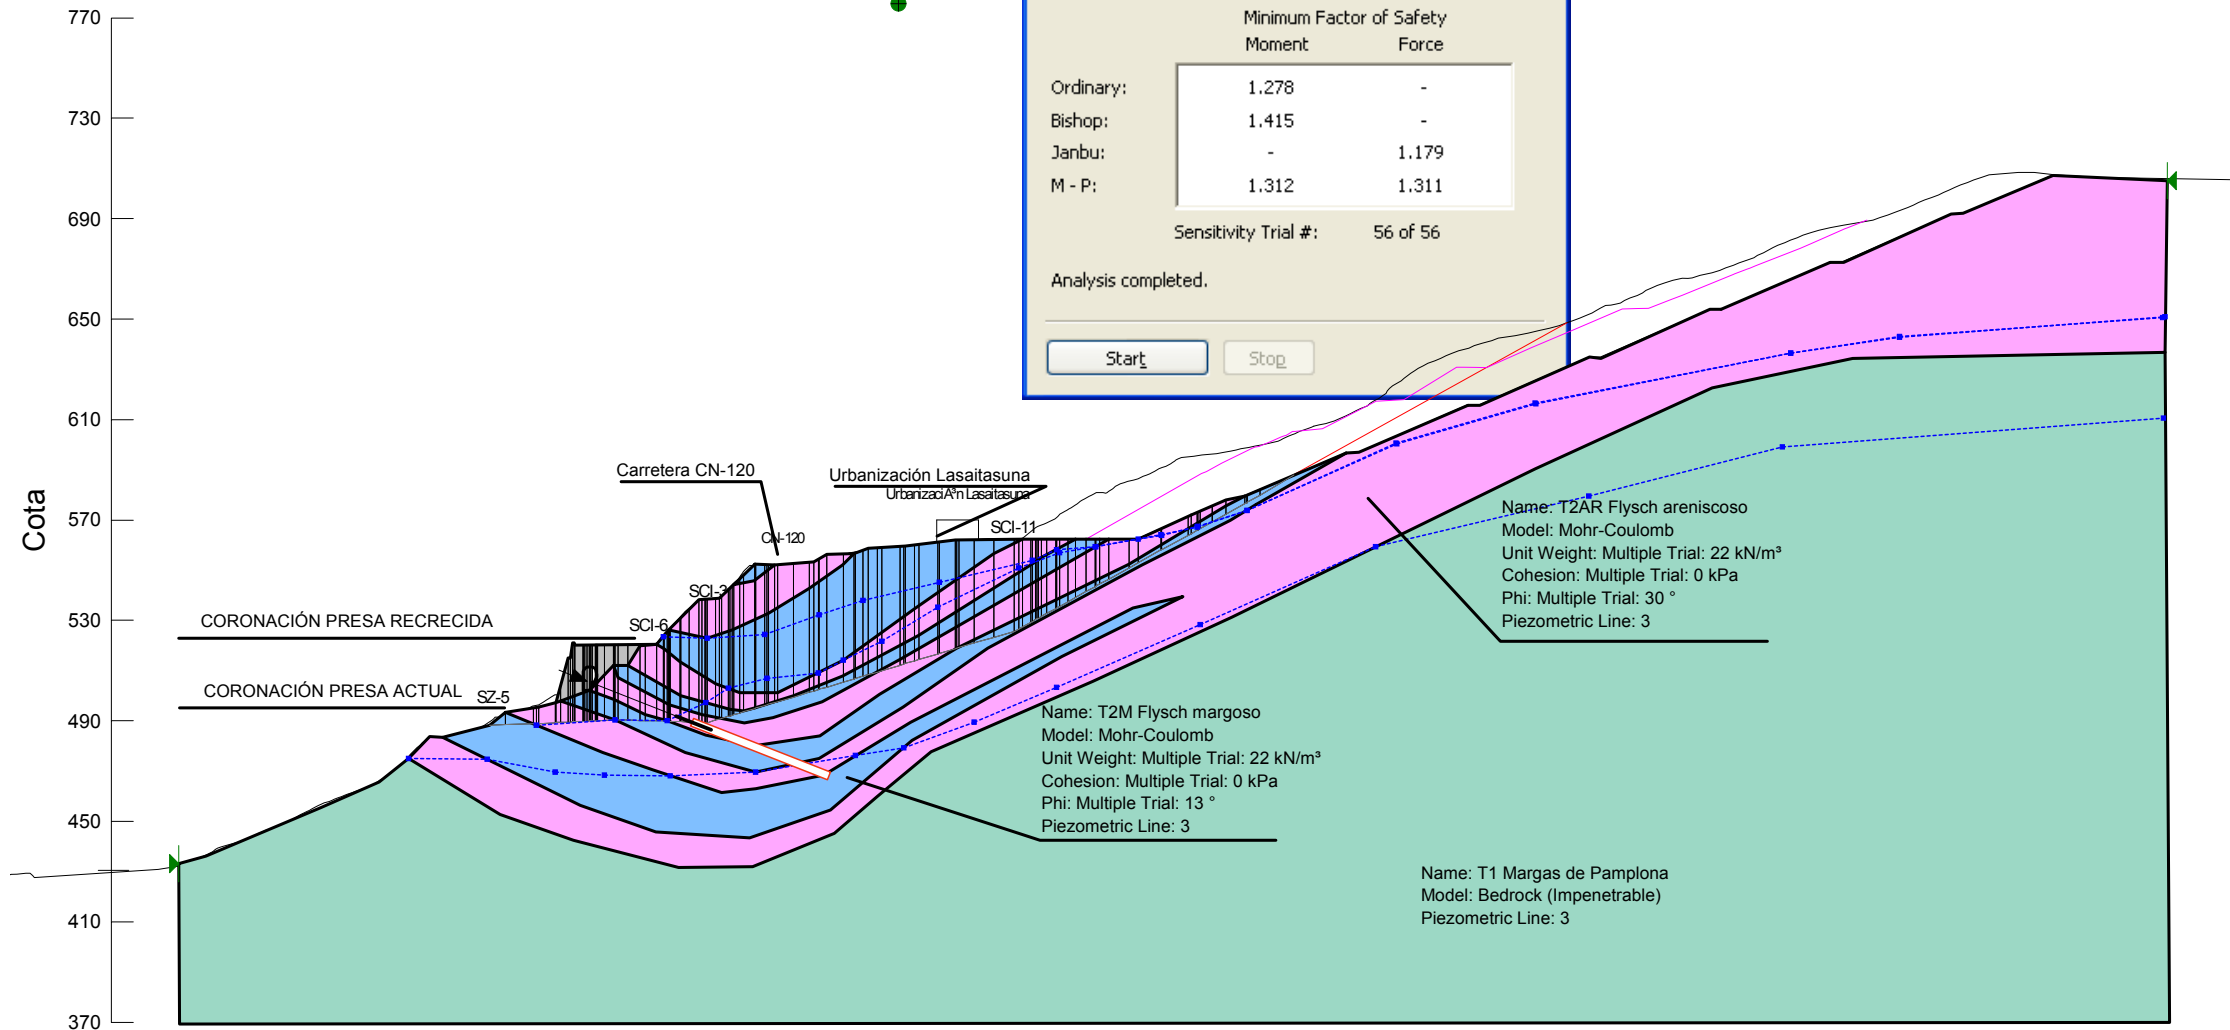 Minimum Factor of Safety
Moment Force
Ordinary: 1.278 -
Bishop: 1.415 -
Janbu: - 1.179
M - P: 1.312 1.311
Sensitivity Trial #: 56 of 56
Analysis completed.
Start Stop
Cota
770
730
690
650
610
570
530
490
450
410
370
Carretera CN-120
CN-120
Urbanización Lasaitasuna
UrbanizaciÃ³n Lasaitasuna
SCI-11
SCI-3
SCI-6
CORONACIÓN PRESA RECRECIDA
CORONACIÓN PRESA ACTUAL
SZ-5
Name: T2AR Flysch areniscoso
Model: Mohr-Coulomb
Unit Weight: Multiple Trial: 22 kN/m³
Cohesion: Multiple Trial: 0 kPa
Phi: Multiple Trial: 30 °
Piezometric Line: 3
Name: T2M Flysch margoso
Model: Mohr-Coulomb
Unit Weight: Multiple Trial: 22 kN/m³
Cohesion: Multiple Trial: 0 kPa
Phi: Multiple Trial: 13 °
Piezometric Line: 3
Name: T1 Margas de Pamplona
Model: Bedrock (Impenetrable)
Piezometric Line: 3